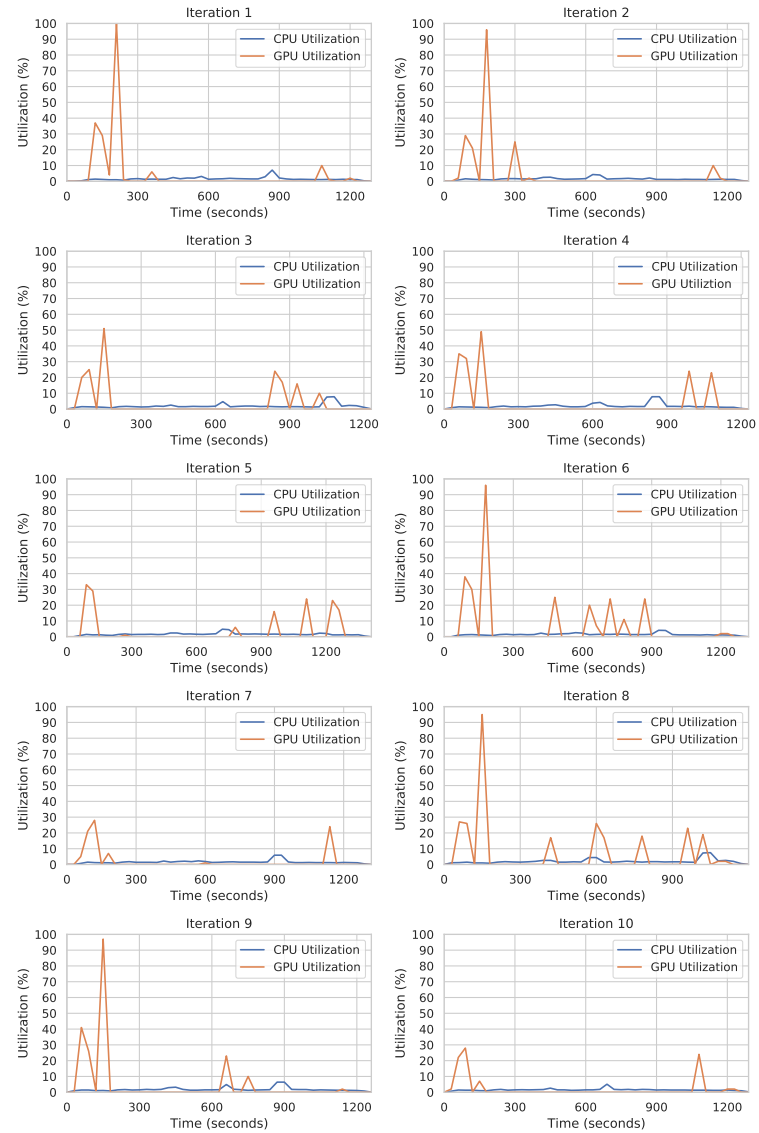 Iteration 1
100
90
80
70
60
50
40
30
20
10
0
Utilization (%)
CPU Utilization
GPU Utilization
0 300 600 900 1200
Time (seconds)
Iteration 2
100
90
80
70
60
50
40
30
20
10
0
Utilization (%)
CPU Utilization
GPU Utilization
0 300 600 900 1200
Time (seconds)
Iteration 3
100
90
80
70
60
50
40
30
20
10
0
Utilization (%)
CPU Utilization
GPU Utilization
0 300 600 900 1200
Time (seconds)
Iteration 4
100
90
80
70
60
50
40
30
20
10
0
Utilization (%)
CPU Utilization
GPU Utiliztion
0 300 600 900 1200
Time (seconds)
Iteration 5
100
90
80
70
60
50
40
30
20
10
0
Utilization (%)
CPU Utilization
GPU Utilization
0 300 600 900 1200
Time (seconds)
Iteration 6
100
90
80
70
60
50
40
30
20
10
0
Utilization (%)
CPU Utilization
GPU Utilization
0 300 600 900 1200
Time (seconds)
Iteration 7
100
90
80
70
60
50
40
30
20
10
0
Utilization (%)
CPU Utilization
GPU Utilization
0 300 600 900 1200
Time (seconds)
Iteration 8
100
90
80
70
60
50
40
30
20
10
0
Utilization (%)
CPU Utilization
GPU Utilization
0 300 600 900
Time (seconds)
Iteration 9
100
90
80
70
60
50
40
30
20
10
0
Utilization (%)
CPU Utilization
GPU Utilization
0 300 600 900 1200
Time (seconds)
Iteration 10
100
90
80
70
60
50
40
30
20
10
0
Utilization (%)
CPU Utilization
GPU Utilization
0 300 600 900 1200
Time (seconds)